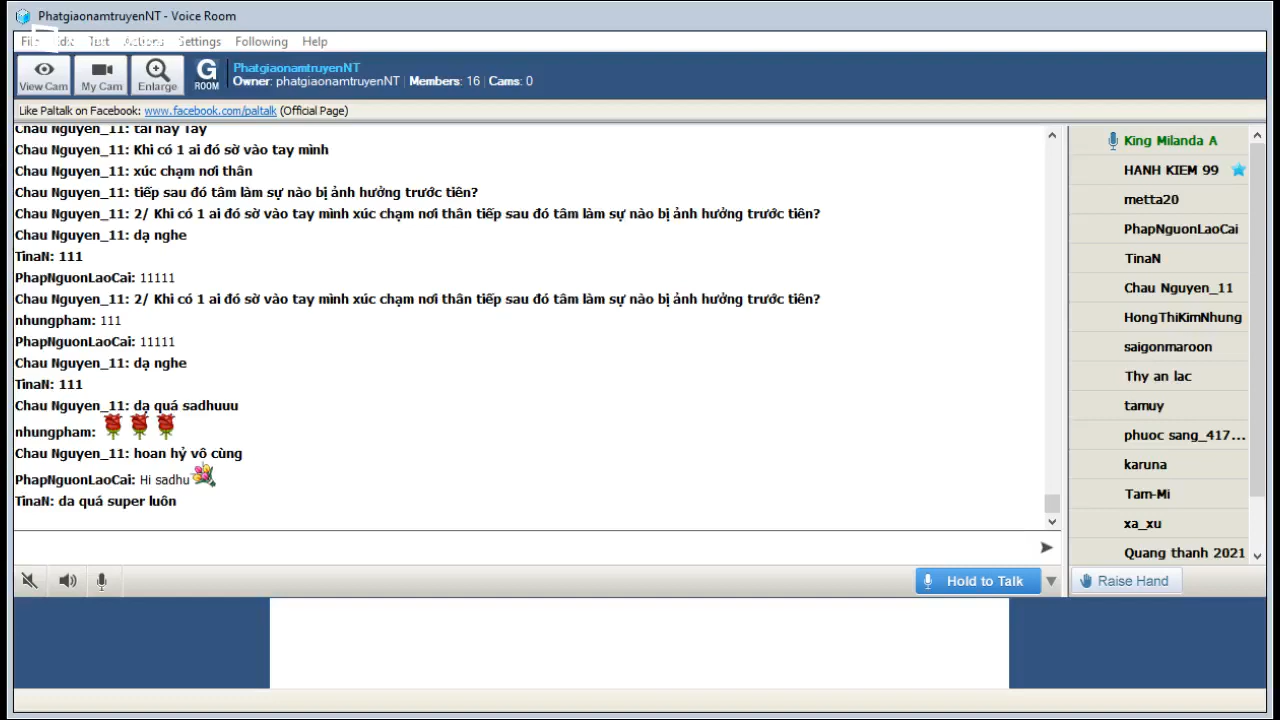 PhatgiaonamtruyenNT - Voice Room
Actions Settings Following Help
View Cam
My Cam
Enlarge
G ROOM
PhatgiaonamtruyenNT
Owner: phatgiaonamtruyenNT | Members: 16 | Cams: 0
Like Paltalk on Facebook: www.facebook.com/paltalk (Official Page)
Chau Nguyen_11: tai hay Tay
Chau Nguyen_11: Khi có 1 ai đó sờ vào tay mình
Chau Nguyen_11: xúc chạm nơi thân
Chau Nguyen_11: tiếp sau đó tâm làm sự nào bị ảnh hưởng trước tiên?
Chau Nguyen_11: 2/ Khi có 1 ai đó sờ vào tay mình xúc chạm nơi thân tiếp sau đó tâm làm sự nào bị ảnh hưởng trước tiên?
Chau Nguyen_11: dạ nghe
TinaN: 111
PhapNguonLaoCai: 11111
Chau Nguyen_11: 2/ Khi có 1 ai đó sờ vào tay mình xúc chạm nơi thân tiếp sau đó tâm làm sự nào bị ảnh hưởng trước tiên?
nhungpham: 111
PhapNguonLaoCai: 11111
Chau Nguyen_11: dạ nghe
TinaN: 111
Chau Nguyen_11: dạ quá sadhuuu
nhungpham:
Chau Nguyen_11: hoan hỷ vô cùng
PhapNguonLaoCai: Hi sadhu
TinaN: da quá super luôn
King Milanda A
HANH KIEM 99
metta20
PhapNguonLaoCai
TinaN
Chau Nguyen_11
HongThiKimNhung
saigonmaroon
Thy an lac
tamuy
phuoc sang_417...
karuna
Tam-Mi
xa_xu
Quang thanh 2021
Hold to Talk
Raise Hand